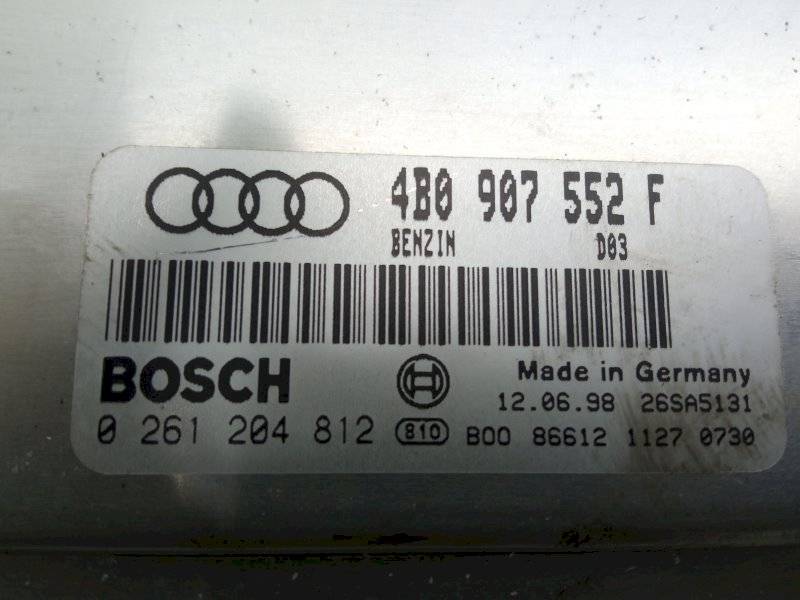 4B0 907 552 F
BENZIN D03
BOSCH
Made in Germany
12.06.98 26SA5131
0 261 204 812 810 B00 86612 1127 0730